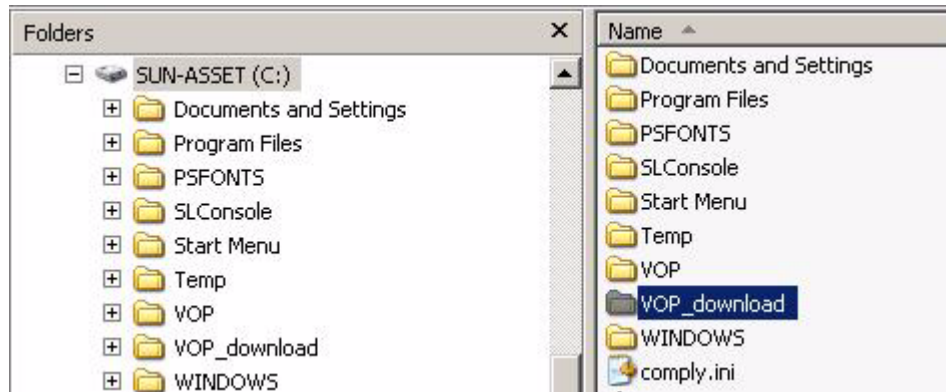 Folders
SUN-ASSET (C:)
Documents and Settings
Program Files
PSFONTS
SLConsole
Start Menu
Temp
VOP
VOP_download
WINDOWS
Name
Documents and Settings
Program Files
PSFONTS
SLConsole
Start Menu
Temp
VOP
VOP_download
WINDOWS
comply.ini